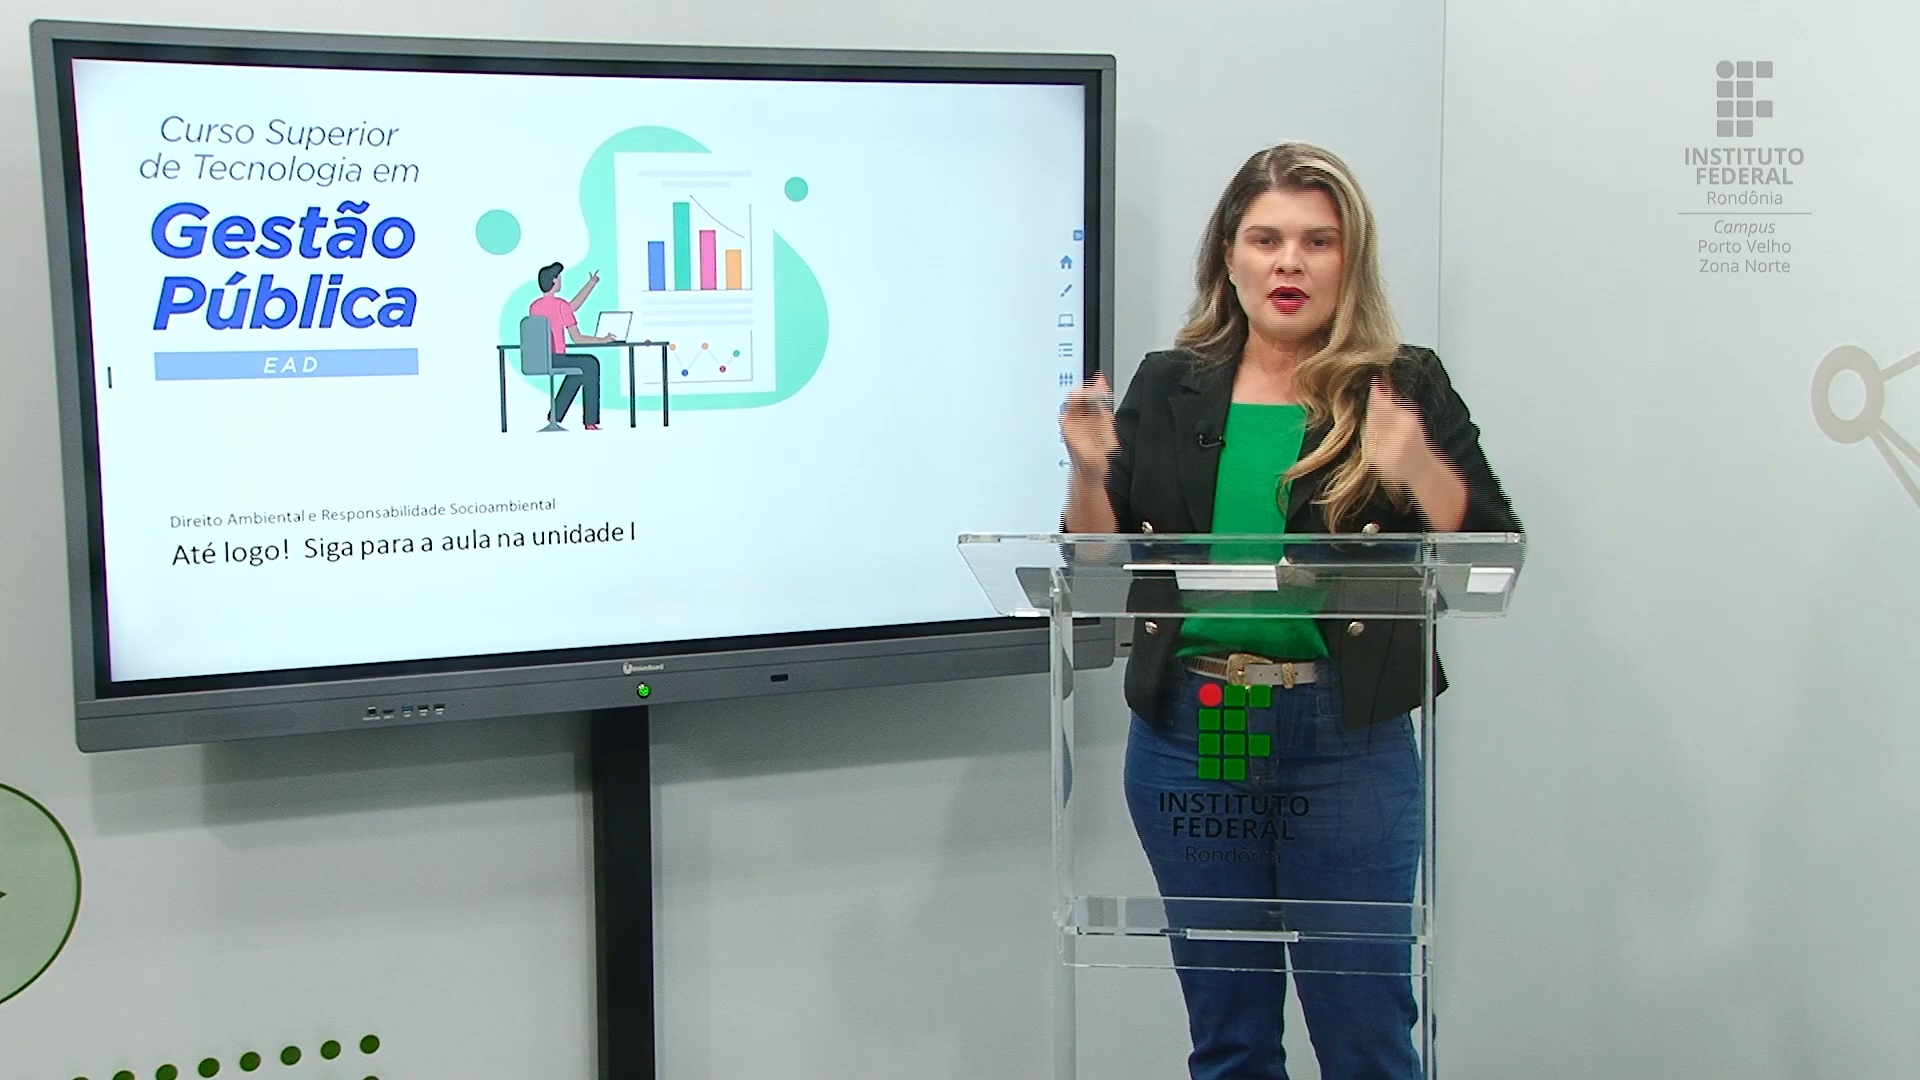 Curso Superior
de Tecnologia em
Gestão
Pública
EAD
Direito Ambiental e Responsabilidade Socioambiental
Até logo! Siga para a aula na unidade I
INSTITUTO
FEDERAL
Rondônia
Campus
Porto Velho
Zona Norte
INSTITUTO
FEDERAL
Rondônia